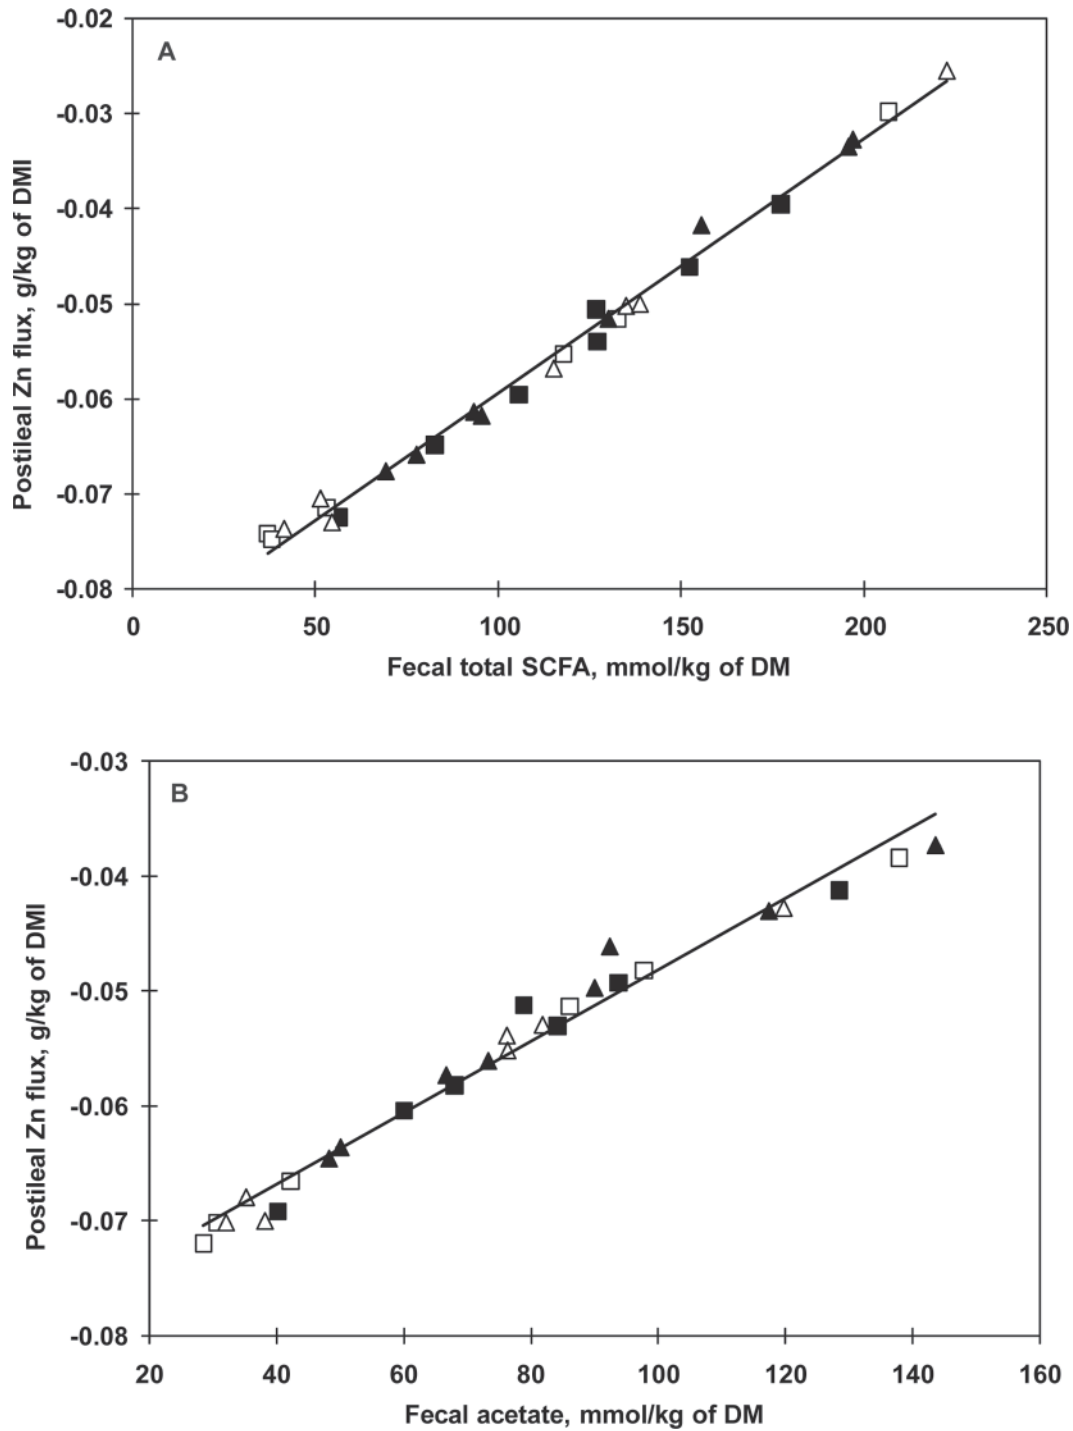 A
-0.02
-0.03
-0.04
-0.05
-0.06
-0.07
-0.08
Postileal Zn flux, g/kg of DMI
0 50 100 150 200 250
Fecal total SCFA, mmol/kg of DM
B
-0.03
-0.04
-0.05
-0.06
-0.07
-0.08
Postileal Zn flux, g/kg of DMI
20 40 60 80 100 120 140 160
Fecal acetate, mmol/kg of DM